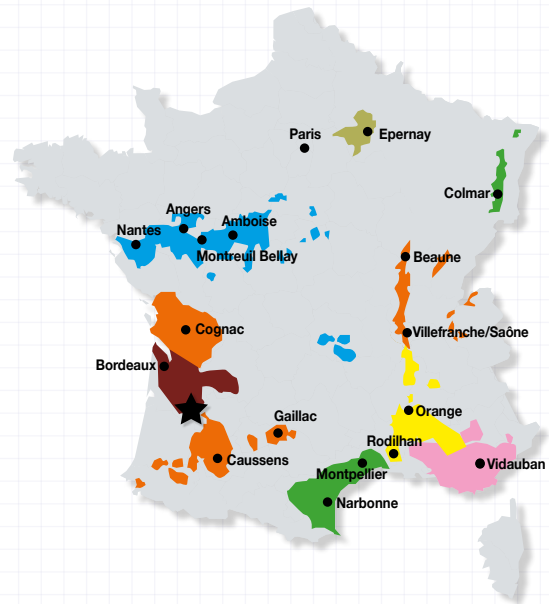 Paris
Epernay
Colmar
Angers
Nantes
Amboise
Montreuil Bellay
Beaune
Cognac
Villefranche/Saône
Bordeaux
Gaillac
Orange
Rodilhan
Caussens
Montpellier
Vidauban
Narbonne